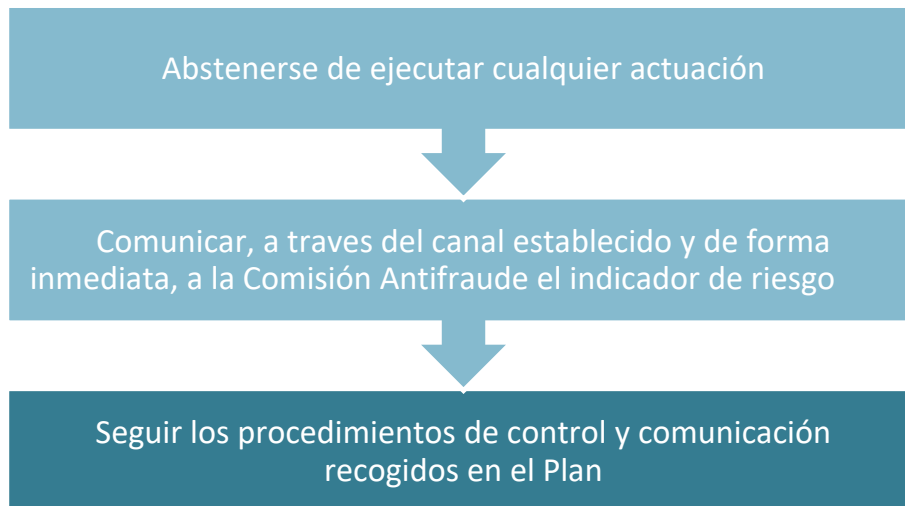 Abstenerse de ejecutar cualquier actuación
Comunicar, a traves del canal establecido y de forma
inmediata, a la Comisión Antifraude el indicador de riesgo
Seguir los procedimientos de control y comunicación
recogidos en el Plan